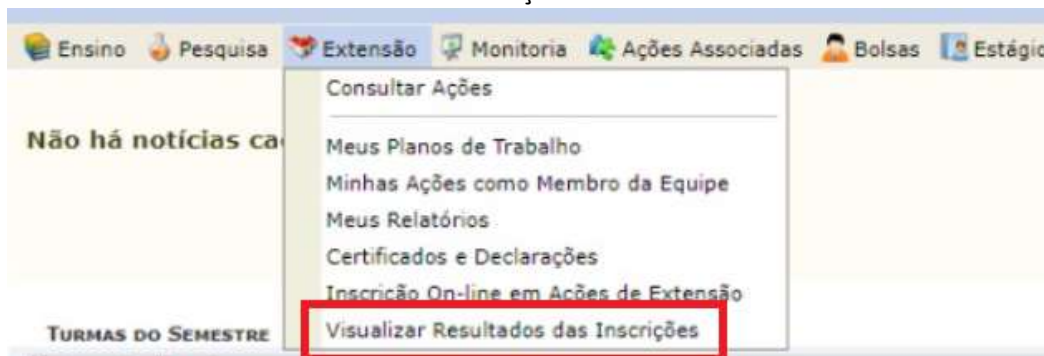 Ensino Pesquisa Extensão Monitoria Ações Associadas Bolsas Estágio
Consultar Ações
Não há notícias ca
Meus Planos de Trabalho
Minhas Ações como Membro da Equipe
Meus Relatórios
Certificados e Declarações
Inscrição On-line em Ações de Extensão
Visualizar Resultados das Inscrições
TURMAS DO SEMESTRE